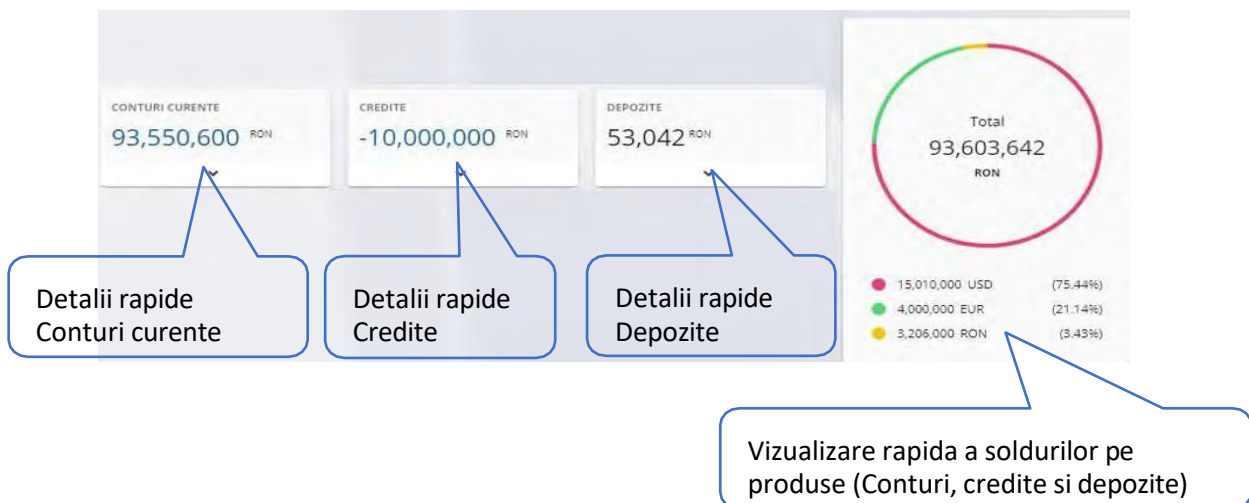 CONTURI CURENTE
93,550,600 RON
CREDITE
-10,000,000 RON
DEPOZITE
53,042 RON
Total
93,603,642
RON
15,010,000 USD (75.44%)
4,000,000 EUR (21.14%)
3,206,000 RON (3.43%)
Detalii rapide
Conturi curente
Detalii rapide
Credite
Detalii rapide
Depozite
Vizualizare rapida a soldurilor pe
produse (Conturi, credite si depozite)